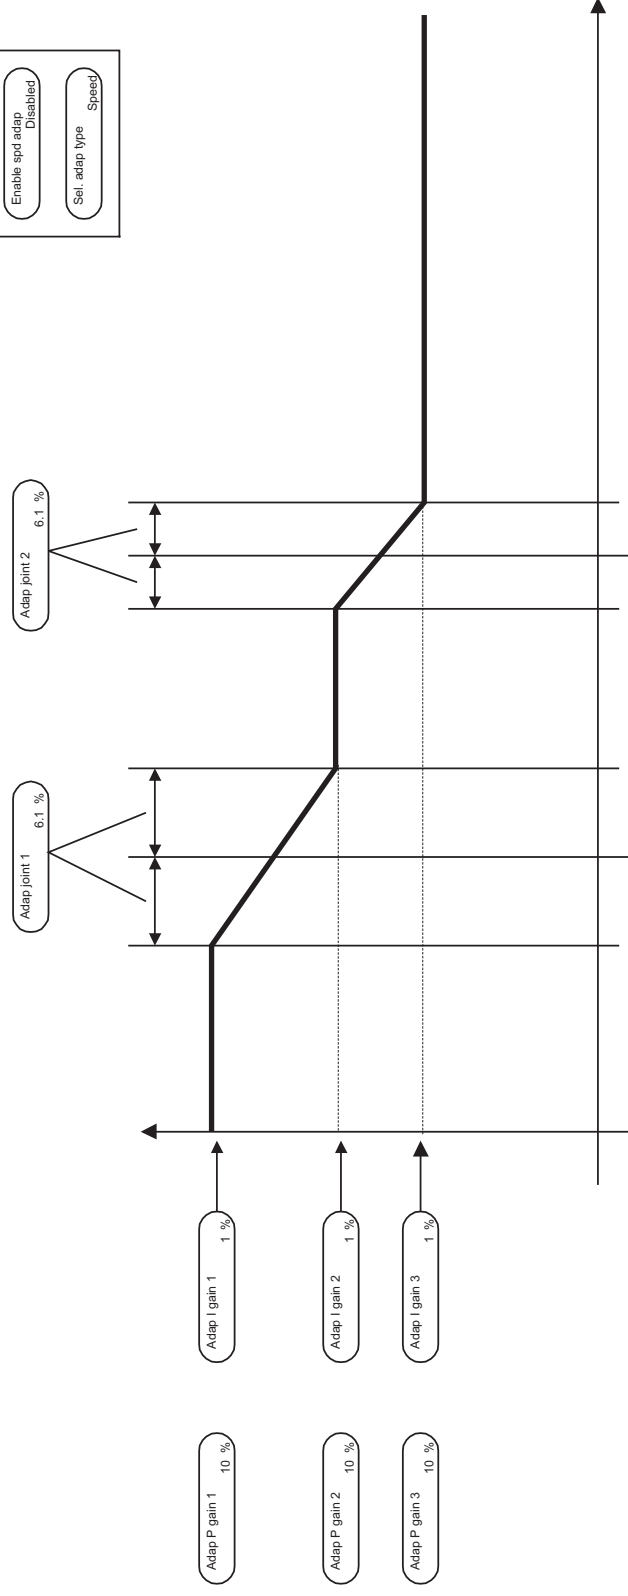 Enable spd adap
Disabled
Sel. adap type
Speed
Adap joint 1
6.1 %
Adap joint 2
6.1 %
Adap P gain 1
10 %
Adap I gain 1
1 %
Adap P gain 2
10 %
Adap I gain 2
1 %
Adap P gain 3
10 %
Adap I gain 3
1 %